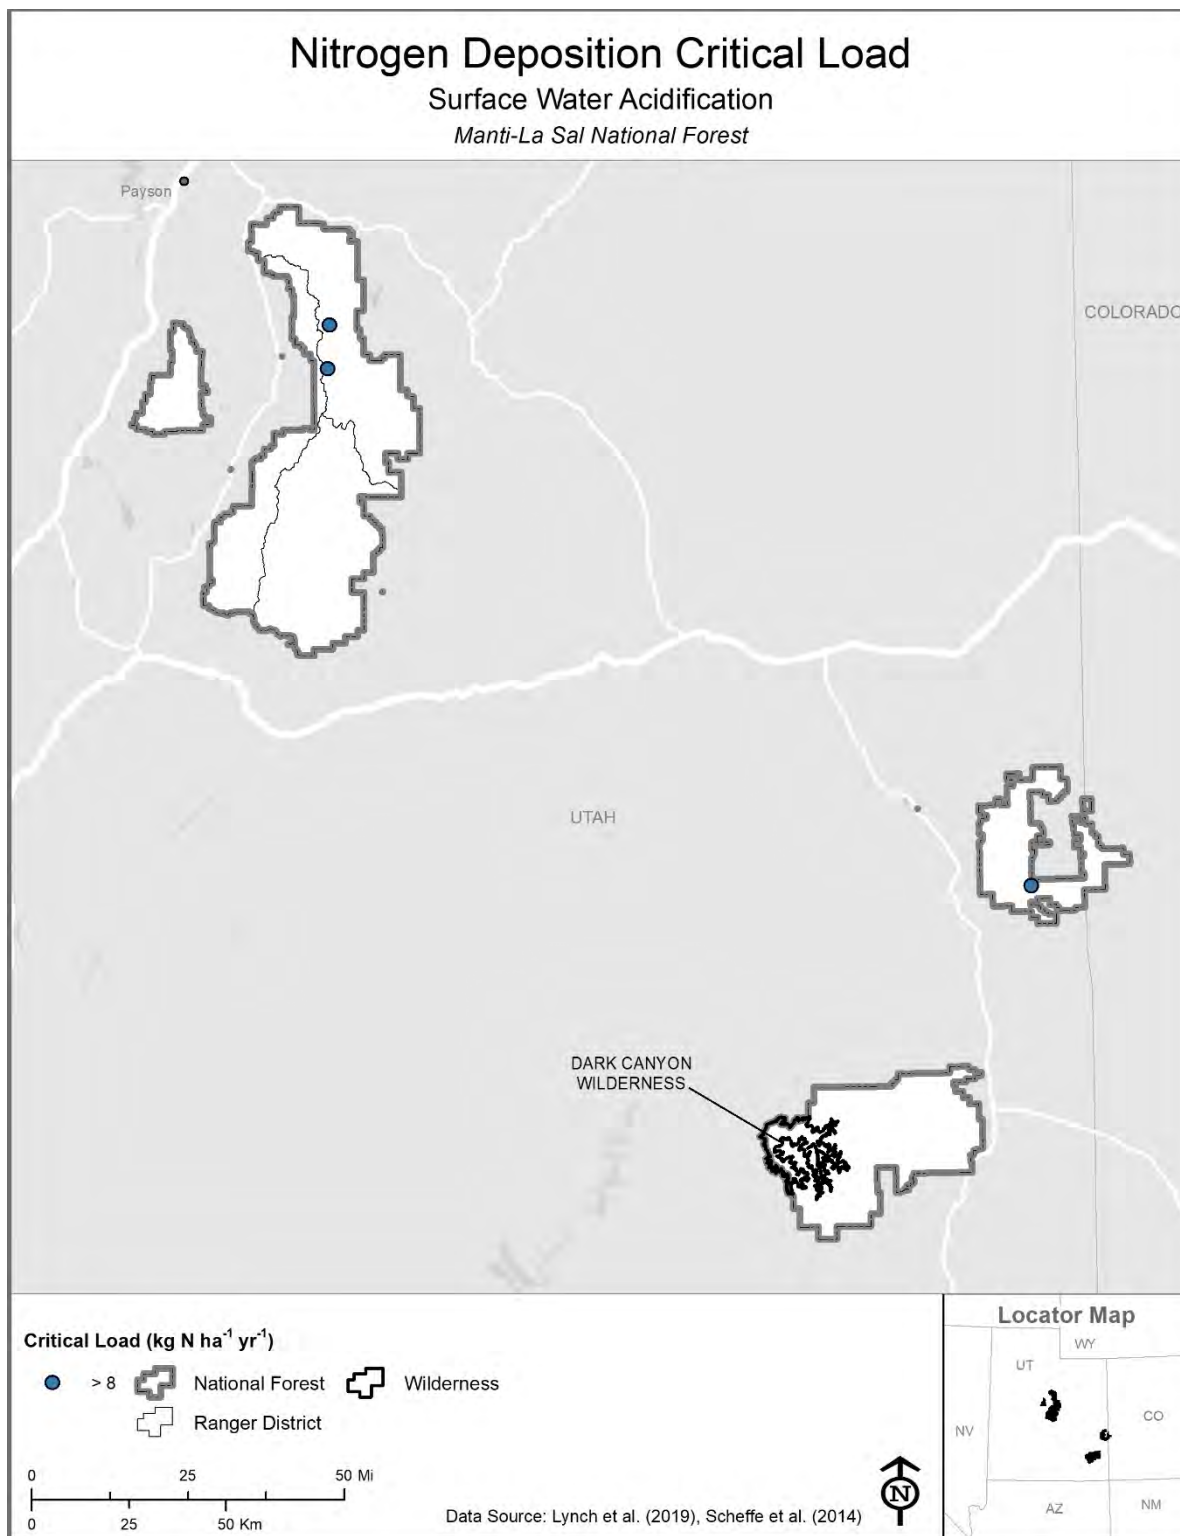 Nitrogen Deposition Critical Load
Surface Water Acidification
Manti-La Sal National Forest
Payson
COLORADO
UTAH
DARK CANYON
WILDERNESS
Critical Load (kg N ha⁻¹ yr⁻¹)
> 8
National Forest
Wilderness
Ranger District
0 25 50 Mi
0 25 50 Km
Data Source: Lynch et al. (2019), Scheffe et al. (2014)
N
Locator Map
WY
UT
NV
CO
AZ
NM